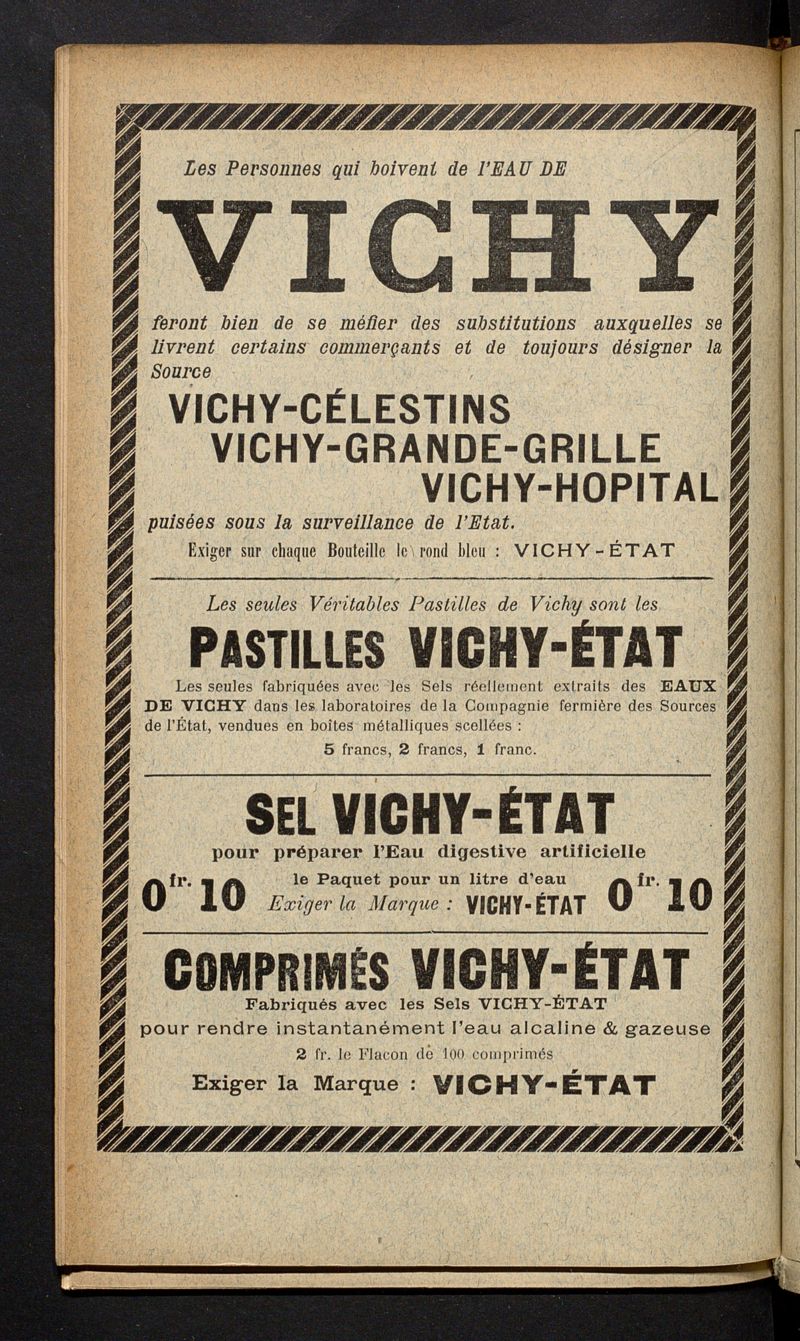 Les Personnes qui boivent de l'EAU DE
VICHY
feront bien de se méfier des substitutions auxquelles se
livrent certains commerçants et de toujours désigner la
Source
VICHY-CÉLESTINS
VICHY-GRANDE-GRILLE
VICHY-HOPITAL
puisées sous la surveillance de l'Etat.
Exiger sur chaque Bouteille le rond bleu : VICHY-ÉTAT
Les seules Véritables Pastilles de Vichy sont les
PASTILLES VICHY-ÉTAT
Les seules fabriquées avec les Sels réellement extraits des EAUX
DE VICHY dans les laboratoires de la Compagnie fermière des Sources
de l'État, vendues en boîtes métalliques scellées :
5 francs, 2 francs, 1 franc.
SEL VICHY-ÉTAT
pour préparer l'Eau digestive artificielle
0 fr. 10 le Paquet pour un litre d'eau 0 fr. 10
Exiger la Marque : VICHY-ÉTAT
COMPRIMÉS VICHY-ÉTAT
Fabriqués avec les Sels VICHY-ÉTAT
pour rendre instantanément l'eau alcaline & gazeuse
2 fr. le Flacon de 100 comprimés
Exiger la Marque : VICHY-ÉTAT